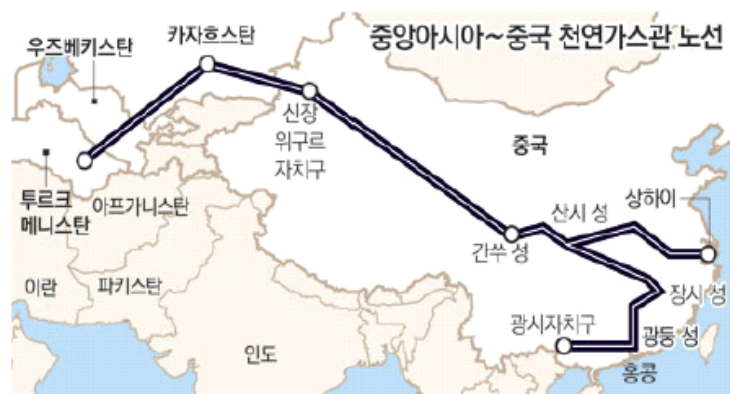 중앙아시아~중국 천연가스관 노선
우즈베키스탄
카자흐스탄
신장
위구르
자치구
중국
투르크
메니스탄
아프가니스탄
이란
파키스탄
인도
간쑤 성
산시 성
상하이
장시 성
광시자치구
광둥 성
홍콩